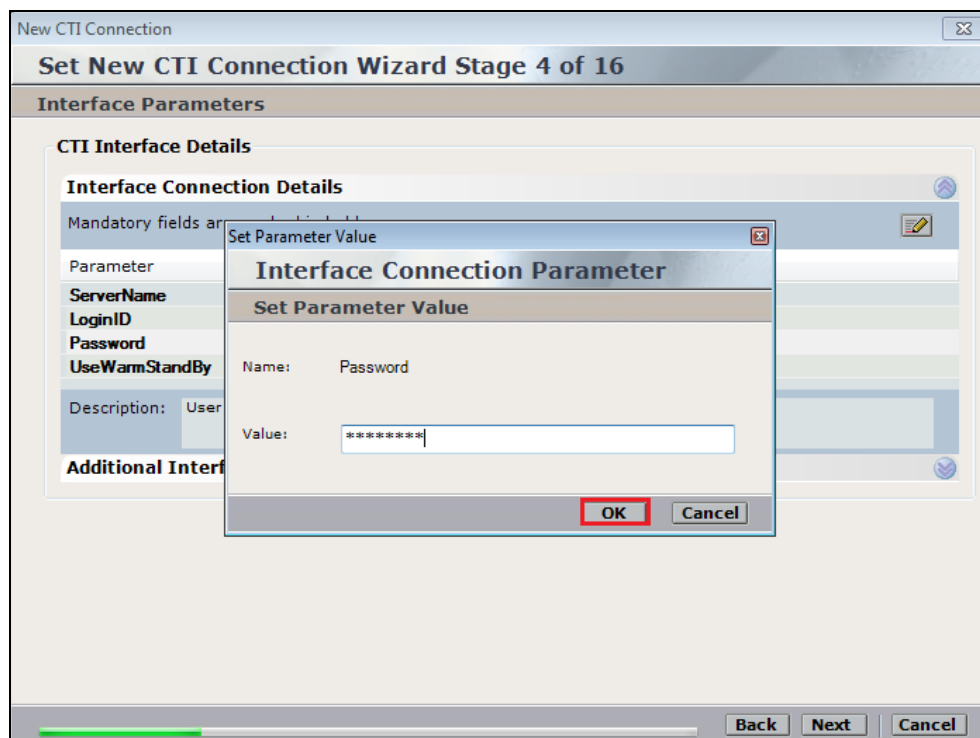 New CTI Connection
Set New CTI Connection Wizard Stage 4 of 16
Interface Parameters
CTI Interface Details
Interface Connection Details
Mandatory fields
Parameter
ServerName
LoginID
Password
UseWarmStandBy
Description: User
Additional Interf
Set Parameter Value
Interface Connection Parameter
Set Parameter Value
Name: Password
Value: ********
OK Cancel
Back Next Cancel